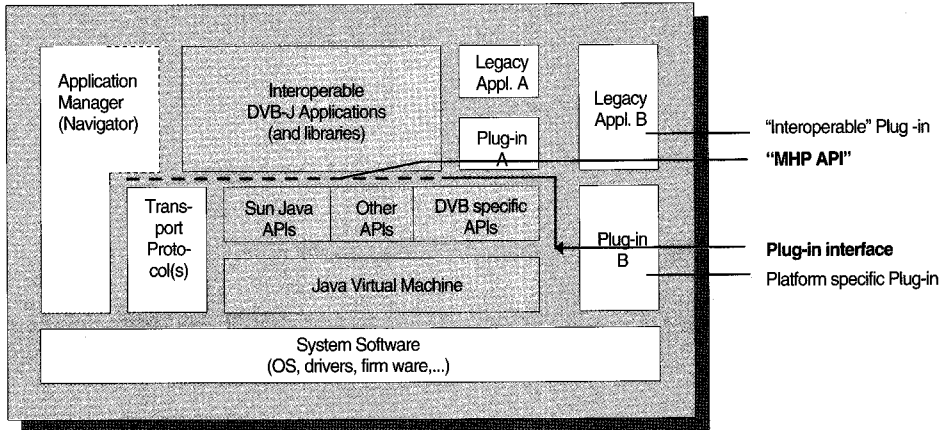 Application
Manager
(Navigator)
Interoperable
DVB-J Applications
(and libraries)
Legacy
Appl. A
Plug-in
A
Legacy
Appl. B
"Interoperable" Plug -in
"MHP API"
Trans-
port
Proto-
col(s)
Sun Java
APIs
Other
APIs
DVB specific
APIs
Plug-in
B
Plug-in interface
Platform specific Plug-in
Java Virtual Machine
System Software
(OS, drivers, firm ware,...)